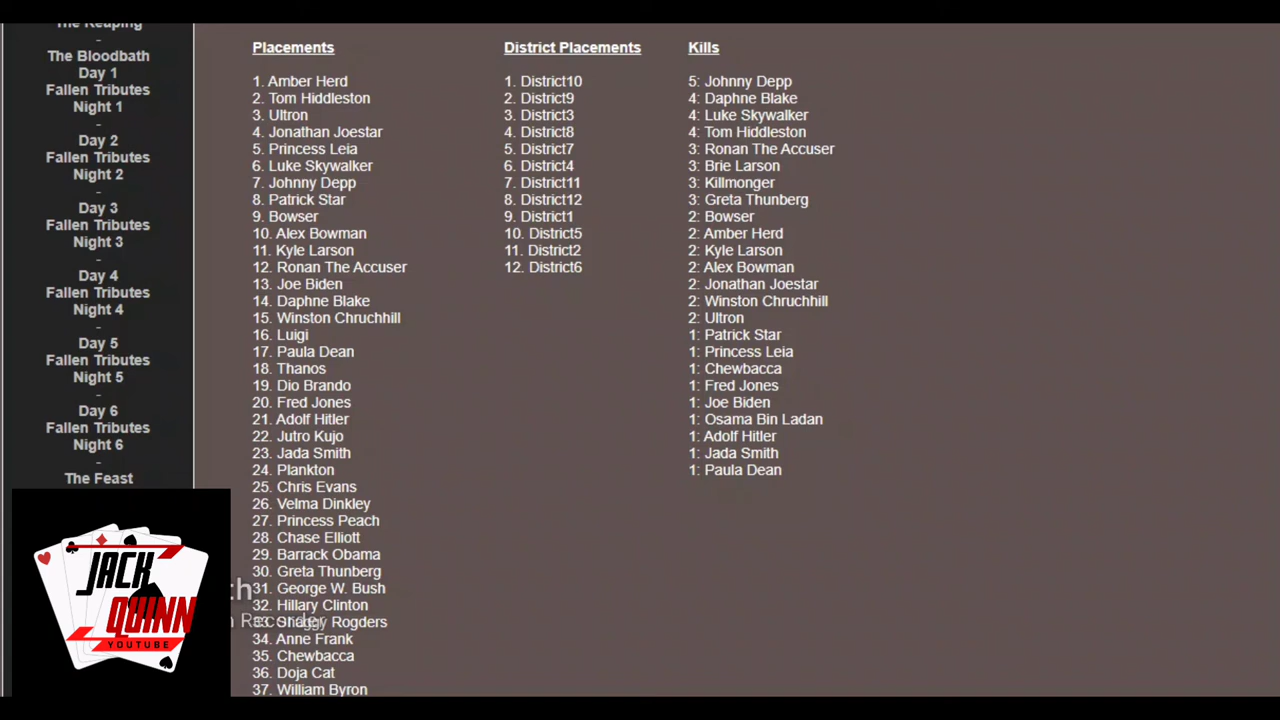 The Reaping
-
The Bloodbath
Day 1
Fallen Tributes
Night 1
-
Day 2
Fallen Tributes
Night 2
-
Day 3
Fallen Tributes
Night 3
-
Day 4
Fallen Tributes
Night 4
-
Day 5
Fallen Tributes
Night 5
-
Day 6
Fallen Tributes
Night 6
-
The Feast
JACK
QUINN
YOUTUBE
Placements
1. Amber Herd
2. Tom Hiddleston
3. Ultron
4. Jonathan Joestar
5. Princess Leia
6. Luke Skywalker
7. Johnny Depp
8. Patrick Star
9. Bowser
10. Alex Bowman
11. Kyle Larson
12. Ronan The Accuser
13. Joe Biden
14. Daphne Blake
15. Winston Chruchhill
16. Luigi
17. Paula Dean
18. Thanos
19. Dio Brando
20. Fred Jones
21. Adolf Hitler
22. Jutro Kujo
23. Jada Smith
24. Plankton
25. Chris Evans
26. Velma Dinkley
27. Princess Peach
28. Chase Elliott
29. Barrack Obama
30. Greta Thunberg
31. George W. Bush
32. Hillary Clinton
33. Shaggy Rogders
34. Anne Frank
35. Chewbacca
36. Doja Cat
37. William Byron
District Placements
1. District10
2. District9
3. District3
4. District8
5. District7
6. District4
7. District11
8. District12
9. District1
10. District5
11. District2
12. District6
Kills
5: Johnny Depp
4: Daphne Blake
4: Luke Skywalker
4: Tom Hiddleston
3: Ronan The Accuser
3: Brie Larson
3: Killmonger
3: Greta Thunberg
2: Bowser
2: Amber Herd
2: Kyle Larson
2: Alex Bowman
2: Jonathan Joestar
2: Winston Chruchhill
2: Ultron
1: Patrick Star
1: Princess Leia
1: Chewbacca
1: Fred Jones
1: Joe Biden
1: Osama Bin Ladan
1: Adolf Hitler
1: Jada Smith
1: Paula Dean